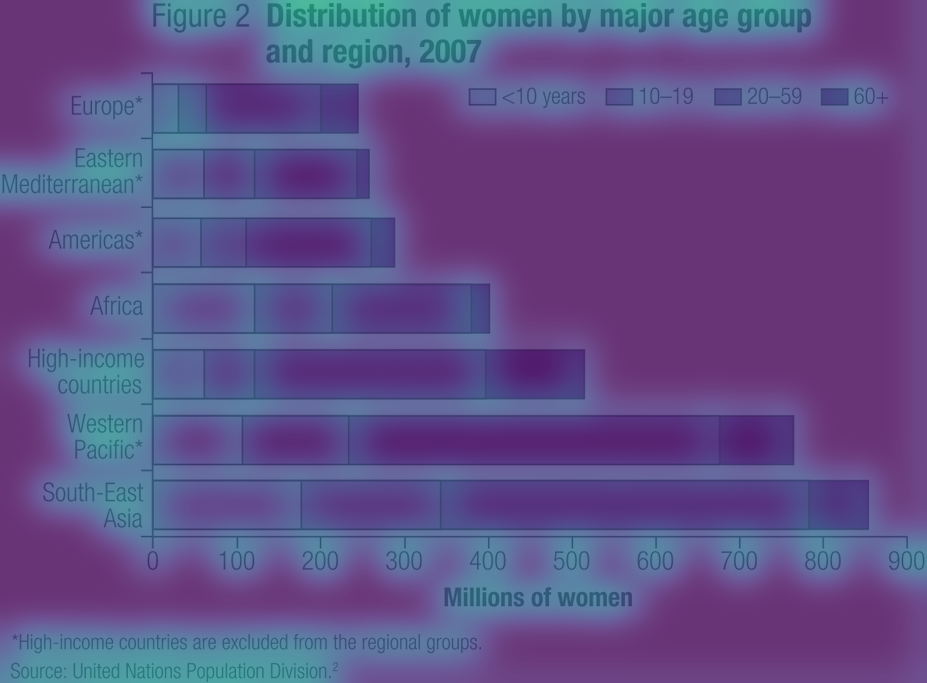 Figure 2 Distribution of women by major age group
and region, 2007
<10 years 10–19 20–59 60+
Europe*
Eastern
Mediterranean*
Americas*
Africa
High-income
countries
Western
Pacific*
South-East
Asia
0 100 200 300 400 500 600 700 800 900
Millions of women
*High-income countries are excluded from the regional groups.
Source: United Nations Population Division.²